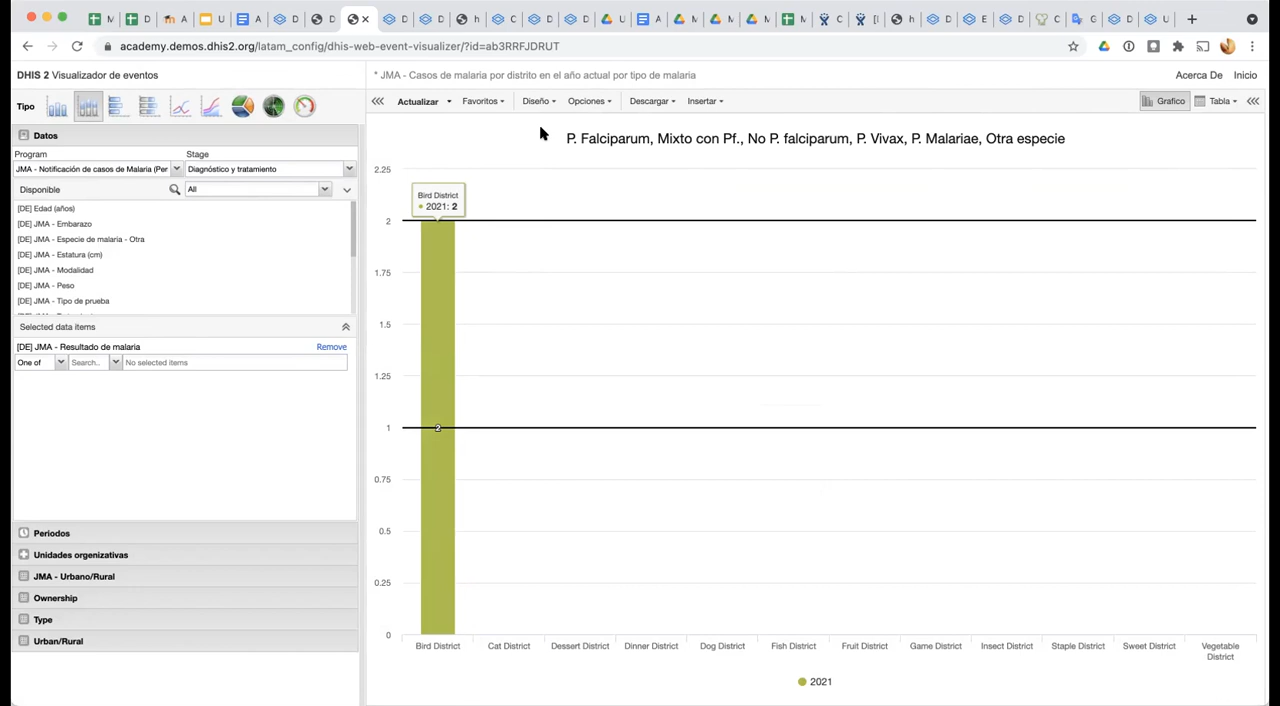 academy.demos.dhis2.org/latam_config/dhis-web-event-visualizer/?id=ab3RRFJDRUT
DHIS 2 Visualizador de eventos
* JMA - Casos de malaria por distrito en el año actual por tipo de malaria
Acerca De
Inicio
Tipo
Actualizar
Favoritos
Diseño
Opciones
Descargar
Insertar
Grafico
Tabla
Datos
Program
Stage
JMA - Notificación de casos de Malaria (Per
Diagnóstico y tratamiento
Disponible
All
[DE] Edad (años)
[DE] JMA - Embarazo
[DE] JMA - Especie de malaria - Otra
[DE] JMA - Estatura (cm)
[DE] JMA - Modalidad
[DE] JMA - Peso
[DE] JMA - Tipo de prueba
Selected data items
[DE] JMA - Resultado de malaria
Remove
One of
Search..
No selected items
Periodos
Unidades organizativas
JMA - Urbano/Rural
Ownership
Type
Urban/Rural
P. Falciparum, Mixto con Pf., No P. falciparum, P. Vivax, P. Malariae, Otra especie
2.25
2
1.75
1.5
1.25
1
0.75
0.5
0.25
0
Bird District
2021: 2
2
Bird District
Cat District
Dessert District
Dinner District
Dog District
Fish District
Fruit District
Game District
Insect District
Staple District
Sweet District
Vegetable
District
2021